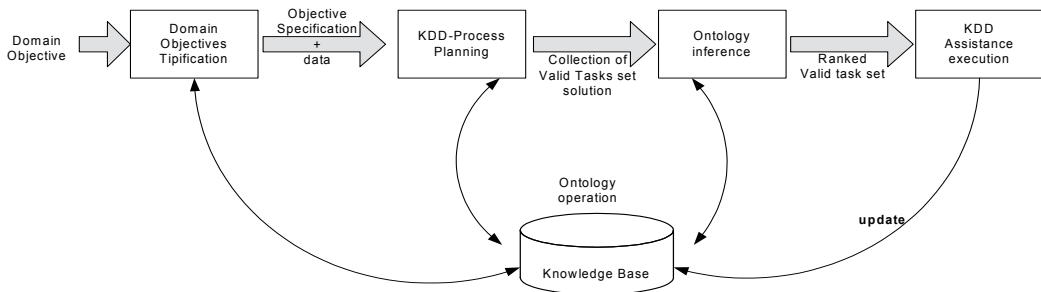 Domain
Objective
Domain
Objectives
Tipification
Objective
Specification
+
data
KDD-Process
Planning
Collection of
Valid Tasks set
solution
Ontology
inference
Ranked
Valid task set
KDD
Assistance
execution
Ontology
operation
update
Knowledge Base